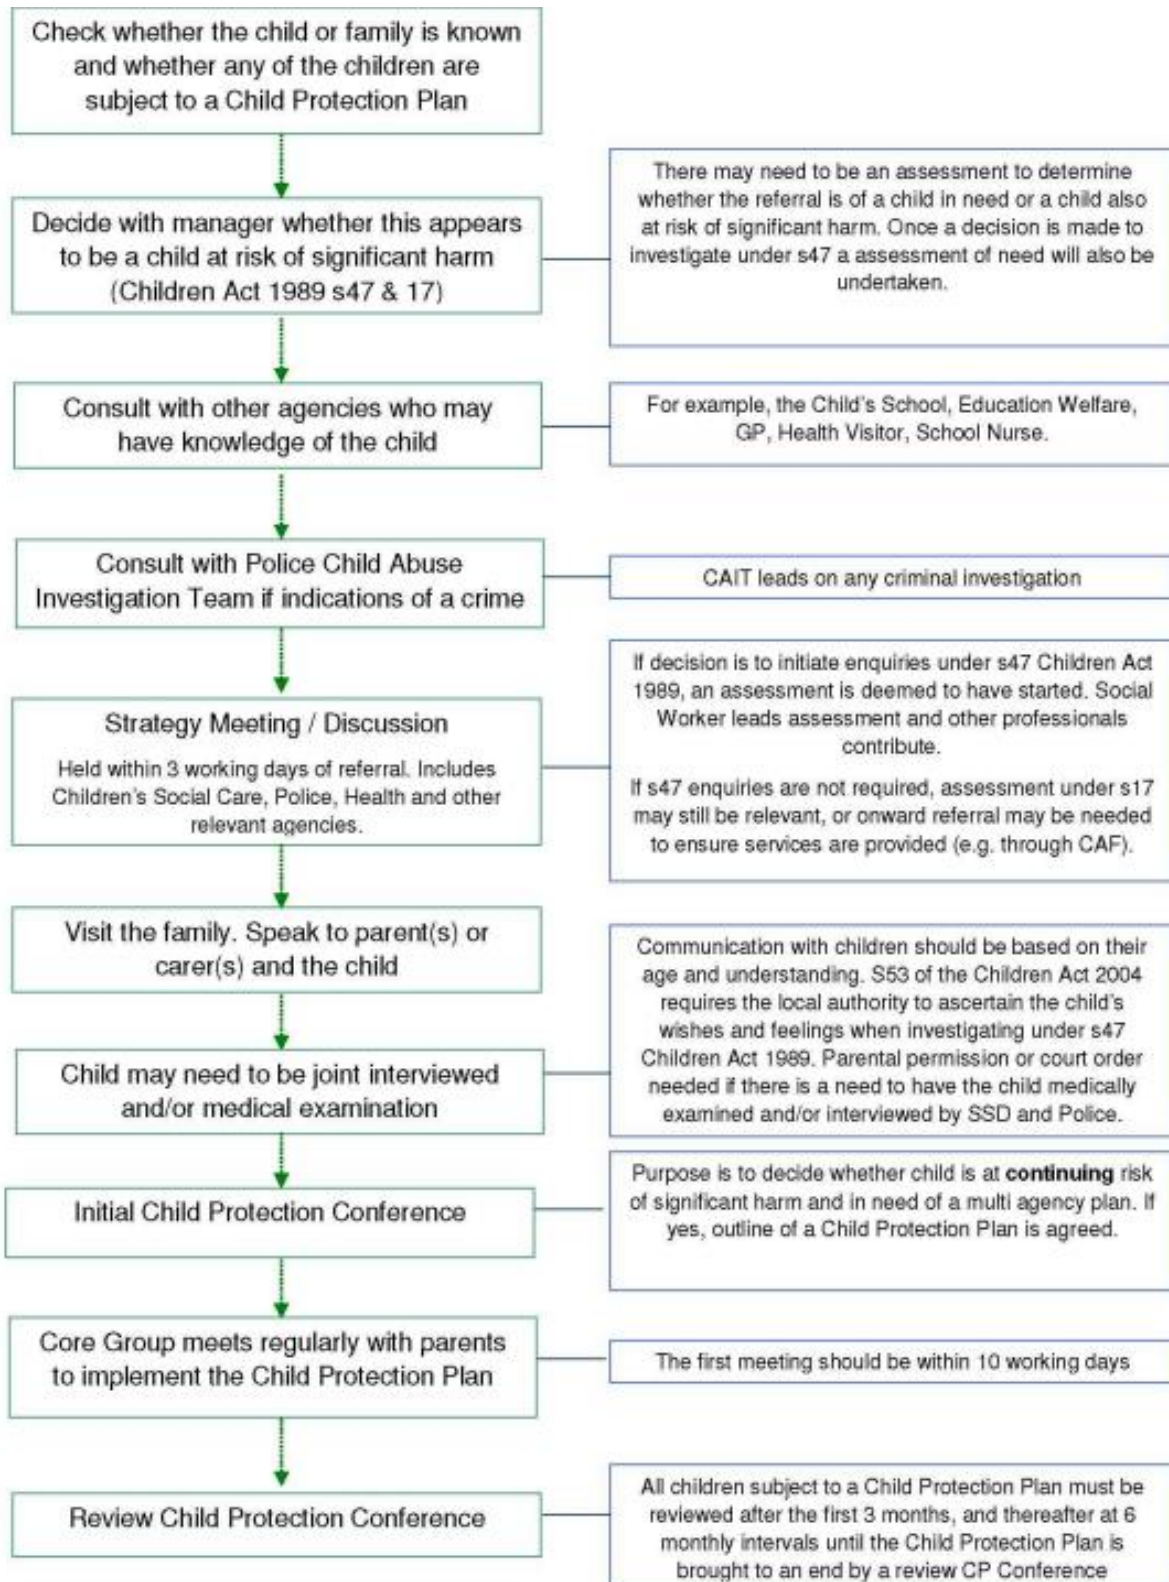 Check whether the child or family is known
and whether any of the children are
subject to a Child Protection Plan
Decide with manager whether this appears
to be a child at risk of significant harm
(Children Act 1989 s47 & 17)
There may need to be an assessment to determine
whether the referral is of a child in need or a child also
at risk of significant harm. Once a decision is made to
investigate under s47 a assessment of need will also be
undertaken.
Consult with other agencies who may
have knowledge of the child
For example, the Child's School, Education Welfare,
GP, Health Visitor, School Nurse.
Consult with Police Child Abuse
Investigation Team if indications of a crime
CAIT leads on any criminal investigation
Strategy Meeting / Discussion
Held within 3 working days of referral. Includes
Children's Social Care, Police, Health and other
relevant agencies.
If decision is to initiate enquiries under s47 Children Act
1989, an assessment is deemed to have started. Social
Worker leads assessment and other professionals
contribute.
If s47 enquiries are not required, assessment under s17
may still be relevant, or onward referral may be needed
to ensure services are provided (e.g. through CAF).
Visit the family. Speak to parent(s) or
carer(s) and the child
Child may need to be joint interviewed
and/or medical examination
Communication with children should be based on their
age and understanding. S53 of the Children Act 2004
requires the local authority to ascertain the child's
wishes and feelings when investigating under s47
Children Act 1989. Parental permission or court order
needed if there is a need to have the child medically
examined and/or interviewed by SSD and Police.
Initial Child Protection Conference
Purpose is to decide whether child is at continuing risk
of significant harm and in need of a multi agency plan. If
yes, outline of a Child Protection Plan is agreed.
Core Group meets regularly with parents
to implement the Child Protection Plan
The first meeting should be within 10 working days
Review Child Protection Conference
All children subject to a Child Protection Plan must be
reviewed after the first 3 months, and thereafter at 6
monthly intervals until the Child Protection Plan is
brought to an end by a review CP Conference